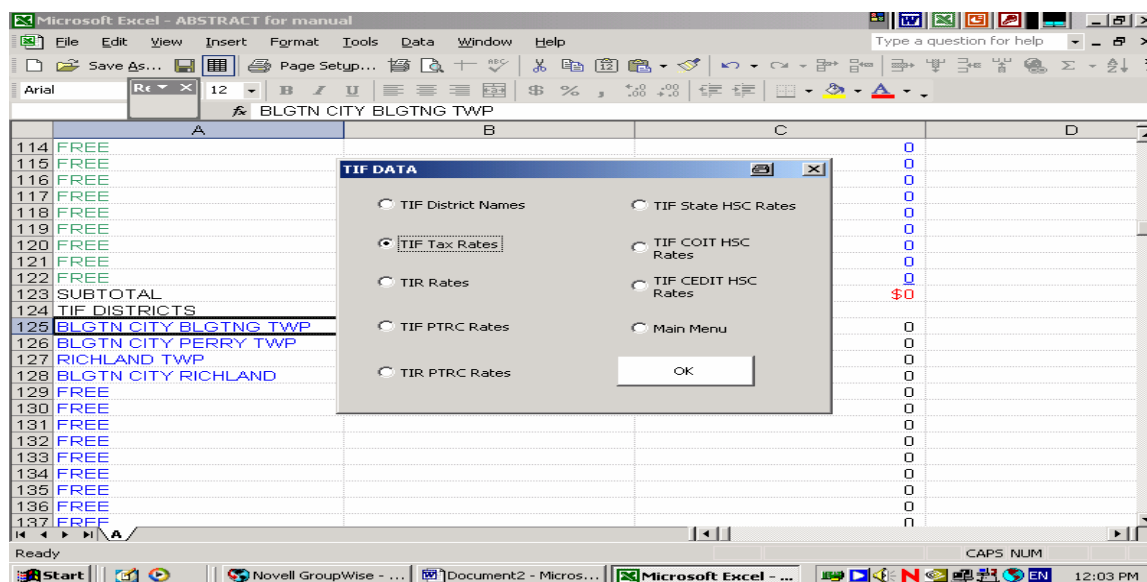 Microsoft Excel - ABSTRACT for manual
File Edit View Insert Format Tools Data Window Help Type a question for help
Save As... Page Setup...
Arial 12 B I U $ % ,
fx BLGTN CITY BLGTNG TWP
A B C D
114 FREE 0
115 FREE 0
116 FREE 0
117 FREE 0
118 FREE 0
119 FREE 0
120 FREE 0
121 FREE 0
122 FREE 0
123 SUBTOTAL $0
124 TIF DISTRICTS
125 BLGTN CITY BLGTNG TWP 0
126 BLGTN CITY PERRY TWP 0
127 RICHLAND TWP 0
128 BLGTN CITY RICHLAND 0
129 FREE 0
130 FREE 0
131 FREE 0
132 FREE 0
133 FREE 0
134 FREE 0
135 FREE 0
136 FREE 0
137 FREE 0
TIF DATA
TIF District Names
TIF Tax Rates
TIR Rates
TIF PTRC Rates
TIR PTRC Rates
TIF State HSC Rates
TIF COIT HSC
Rates
TIF CEDIT HSC
Rates
Main Menu
OK
A
Ready CAPS NUM
Start Novell GroupWise - ... Document2 - Micros... Microsoft Excel - ... EN 12:03 PM